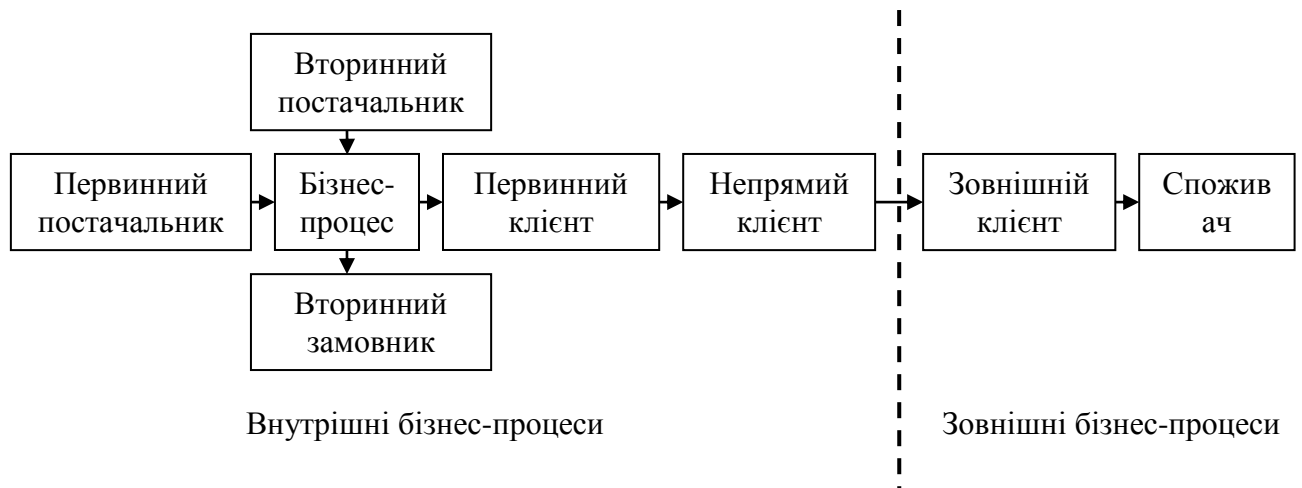 Вторинний
постачальник
Первинний
постачальник
Бізнес-
процес
Первинний
клієнт
Непрямий
клієнт
Зовнішній
клієнт
Спожив
ач
Вторинний
замовник
Внутрішні бізнес-процеси
Зовнішні бізнес-процеси